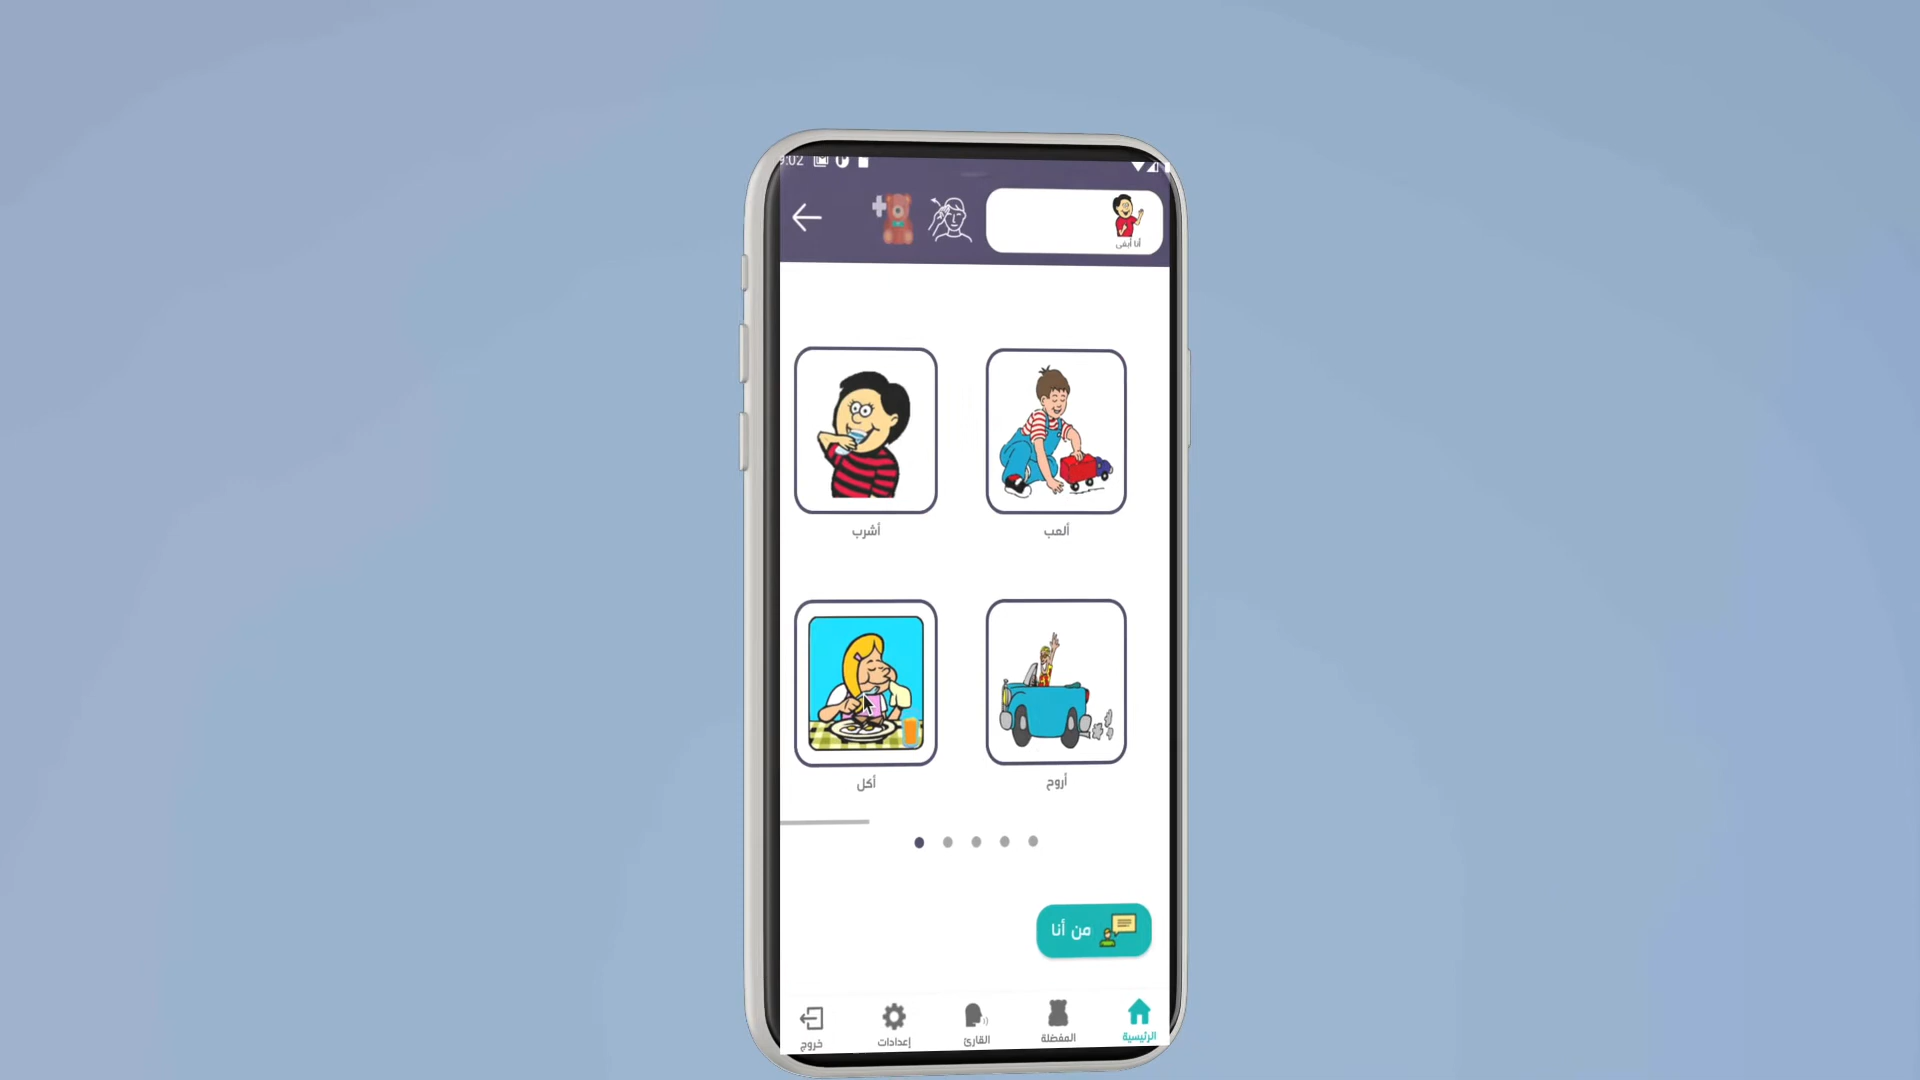 9:02
أنا أبغى
ألعب
أشرب
أروح
أكل
من أنا
الرئيسية
المفضلة
القارئ
إعدادات
خروج